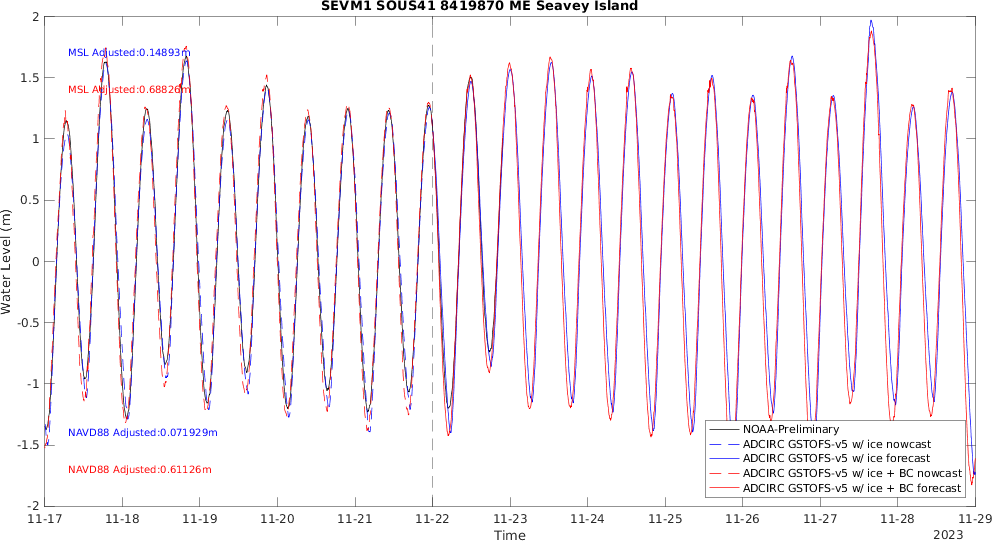 SEVM1 SOUS41 8419870 ME Seavey Island
2
1.5
1
0.5
0
-0.5
-1
-1.5
-2
Water Level (m)
MSL Adjusted:0.14893m
MSL Adjusted:0.68826m
NAVD88 Adjusted:0.071929m
NAVD88 Adjusted:0.61126m
NOAA-Preliminary
ADCIRC GSTOFS-v5 w/ ice nowcast
ADCIRC GSTOFS-v5 w/ ice forecast
ADCIRC GSTOFS-v5 w/ ice + BC nowcast
ADCIRC GSTOFS-v5 w/ ice + BC forecast
11-17 11-18 11-19 11-20 11-21 11-22 11-23 11-24 11-25 11-26 11-27 11-28 11-29
Time
2023